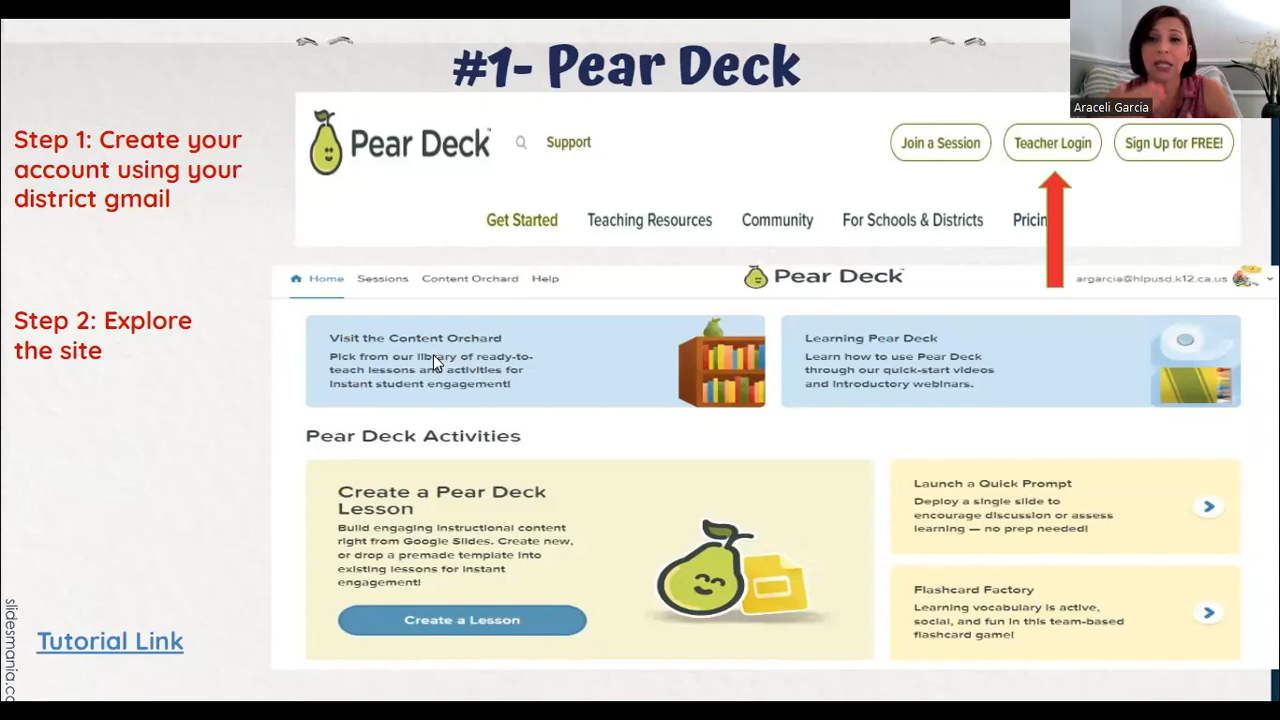 #1- Pear Deck
Araceli Garcia
Step 1: Create your
account using your
district gmail
Pear Deck™
Support
Join a Session
Teacher Login
Sign Up for FREE!
Get Started
Teaching Resources
Community
For Schools & Districts
Home
Sessions
Content Orchard
Help
Pear Deck™
argarcia@hlpusd.k12.ca.us
Step 2: Explore
the site
Visit the Content Orchard
Pick from our library of ready-to-
teach lessons and activities for
instant student engagement!
Learning Pear Deck
Learn how to use Pear Deck
through our quick-start videos
and introductory webinars.
Pear Deck Activities
Create a Pear Deck
Lesson
Build engaging instructional content
right from Google Slides. Create new,
or drop a premade template into
existing lessons for instant
engagement!
Create a Lesson
Launch a Quick Prompt
Deploy a single slide to
encourage discussion or assess
learning — no prep needed!
Flashcard Factory
Learning vocabulary is active,
social, and fun in this team-based
flashcard game!
Tutorial Link